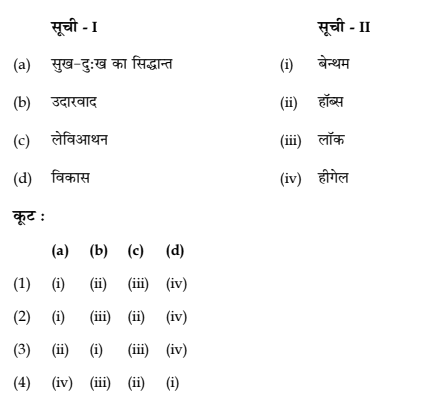 सूची - I सूची - II
(a) सुख-दुःख का सिद्धान्त (i) बेन्थम
(b) उदारवाद (ii) हॉब्स
(c) लेविआथन (iii) लॉक
(d) विकास (iv) हीगेल
कूट :
(a) (b) (c) (d)
(1) (i) (ii) (iii) (iv)
(2) (i) (iii) (ii) (iv)
(3) (ii) (i) (iii) (iv)
(4) (iv) (iii) (ii) (i)